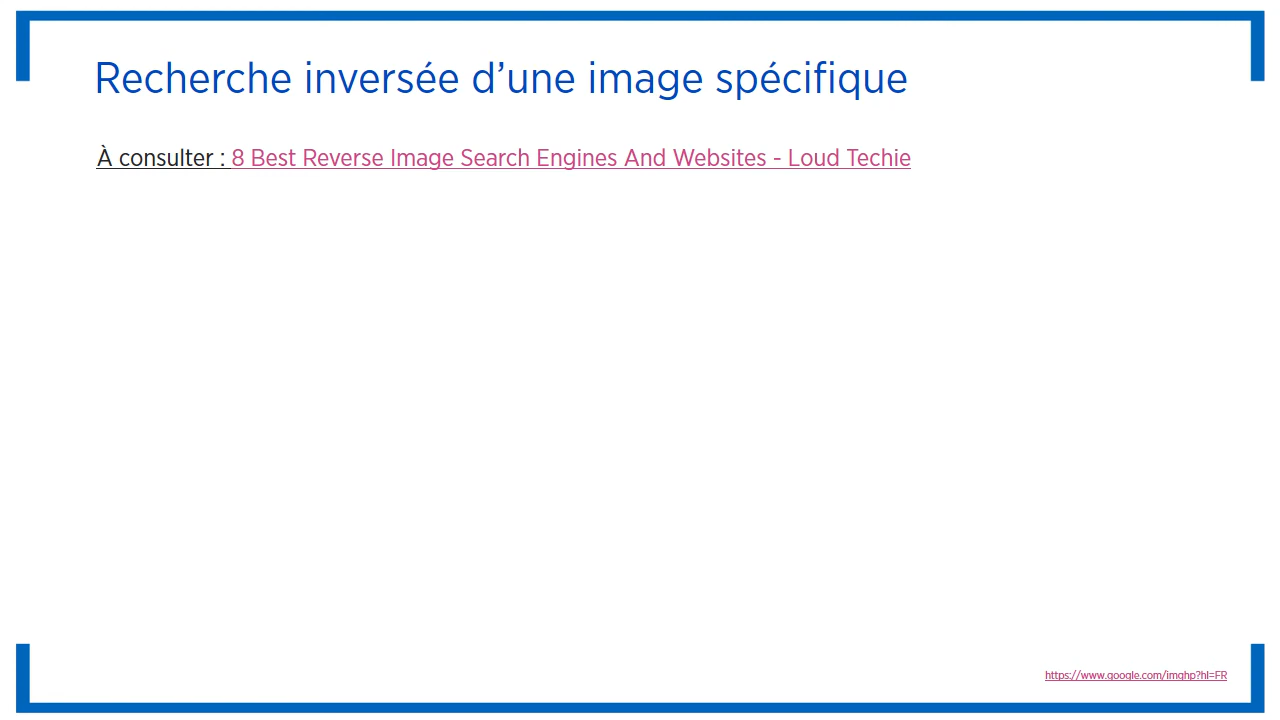 Recherche inversée d’une image spécifique
À consulter : 8 Best Reverse Image Search Engines And Websites - Loud Techie
https://www.google.com/imghp?hl=FR